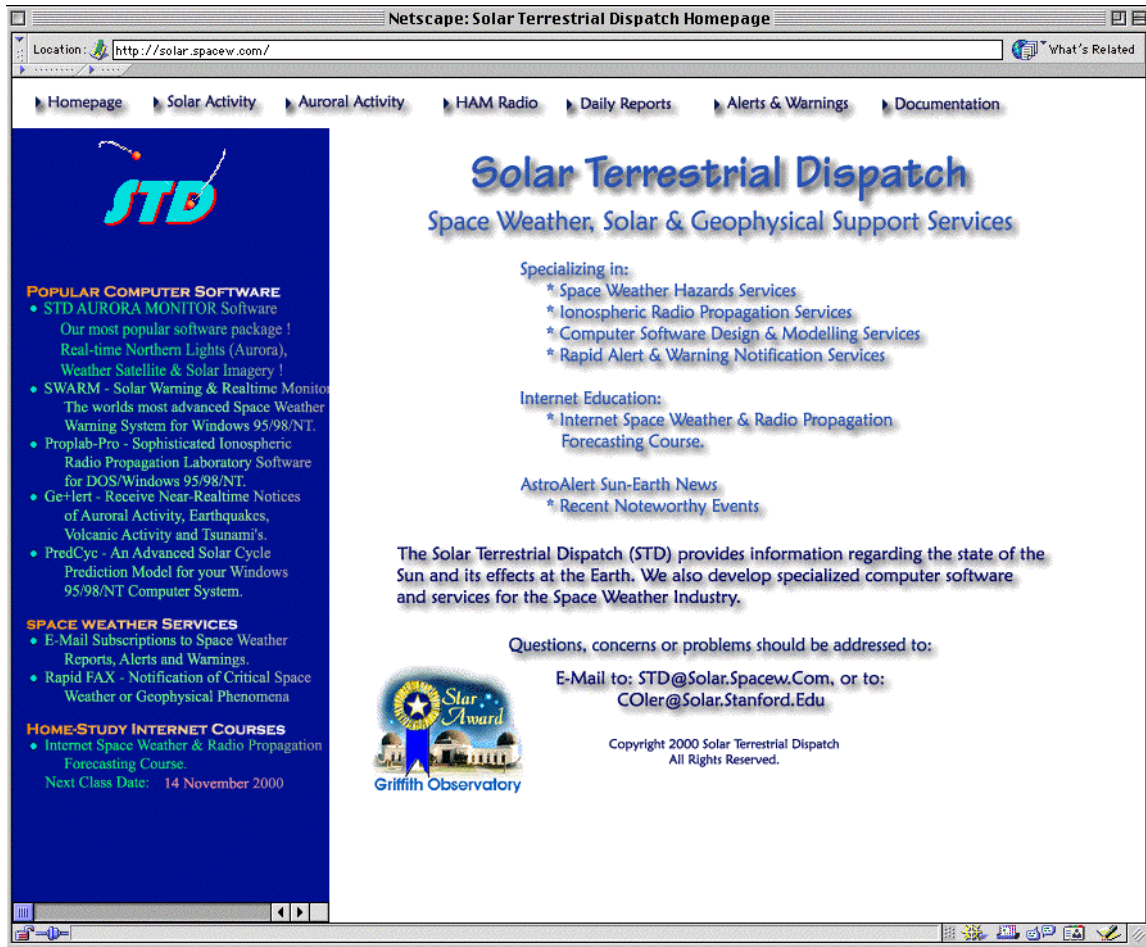 Netscape: Solar Terrestrial Dispatch Homepage
Location: http://solar.spacew.com/
What's Related
Homepage Solar Activity Auroral Activity HAM Radio Daily Reports Alerts & Warnings Documentation
STD
POPULAR COMPUTER SOFTWARE
• STD AURORA MONITOR Software
Our most popular software package !
Real-time Northern Lights (Aurora),
Weather Satellite & Solar Imagery !
• SWARM - Solar Warning & Realtime Monitor
The worlds most advanced Space Weather
Warning System for Windows 95/98/NT.
• Proplab-Pro - Sophisticated Ionospheric
Radio Propagation Laboratory Software
for DOS/Windows 95/98/NT.
• Ge+lert - Receive Near-Realtime Notices
of Auroral Activity, Earthquakes,
Volcanic Activity and Tsunami's.
• PredCyc - An Advanced Solar Cycle
Prediction Model for your Windows
95/98/NT Computer System.
SPACE WEATHER SERVICES
• E-Mail Subscriptions to Space Weather
Reports, Alerts and Warnings.
• Rapid FAX - Notification of Critical Space
Weather or Geophysical Phenomena
HOME-STUDY INTERNET COURSES
• Internet Space Weather & Radio Propagation
Forecasting Course.
Next Class Date: 14 November 2000
Solar Terrestrial Dispatch
Space Weather, Solar & Geophysical Support Services
Specializing in:
* Space Weather Hazards Services
* Ionospheric Radio Propagation Services
* Computer Software Design & Modelling Services
* Rapid Alert & Warning Notification Services
Internet Education:
* Internet Space Weather & Radio Propagation
Forecasting Course.
AstroAlert Sun-Earth News
* Recent Noteworthy Events
The Solar Terrestrial Dispatch (STD) provides information regarding the state of the
Sun and its effects at the Earth. We also develop specialized computer software
and services for the Space Weather Industry.
Questions, concerns or problems should be addressed to:
E-Mail to: STD@Solar.Spacew.Com, or to:
COler@Solar.Stanford.Edu
Star
Award
Griffith Observatory
Copyright 2000 Solar Terrestrial Dispatch
All Rights Reserved.